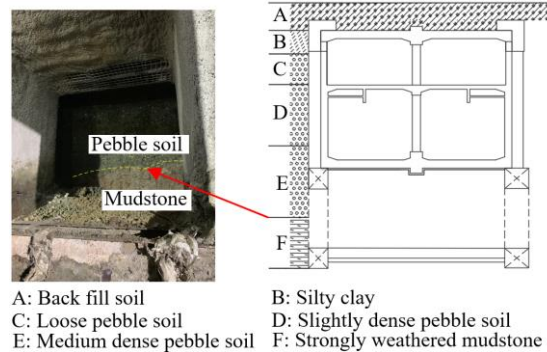 Pebble soil
Mudstone
A
B
C
D
E
F
A: Back fill soil
B: Silty clay
C: Loose pebble soil
D: Slightly dense pebble soil
E: Medium dense pebble soil
F: Strongly weathered mudstone